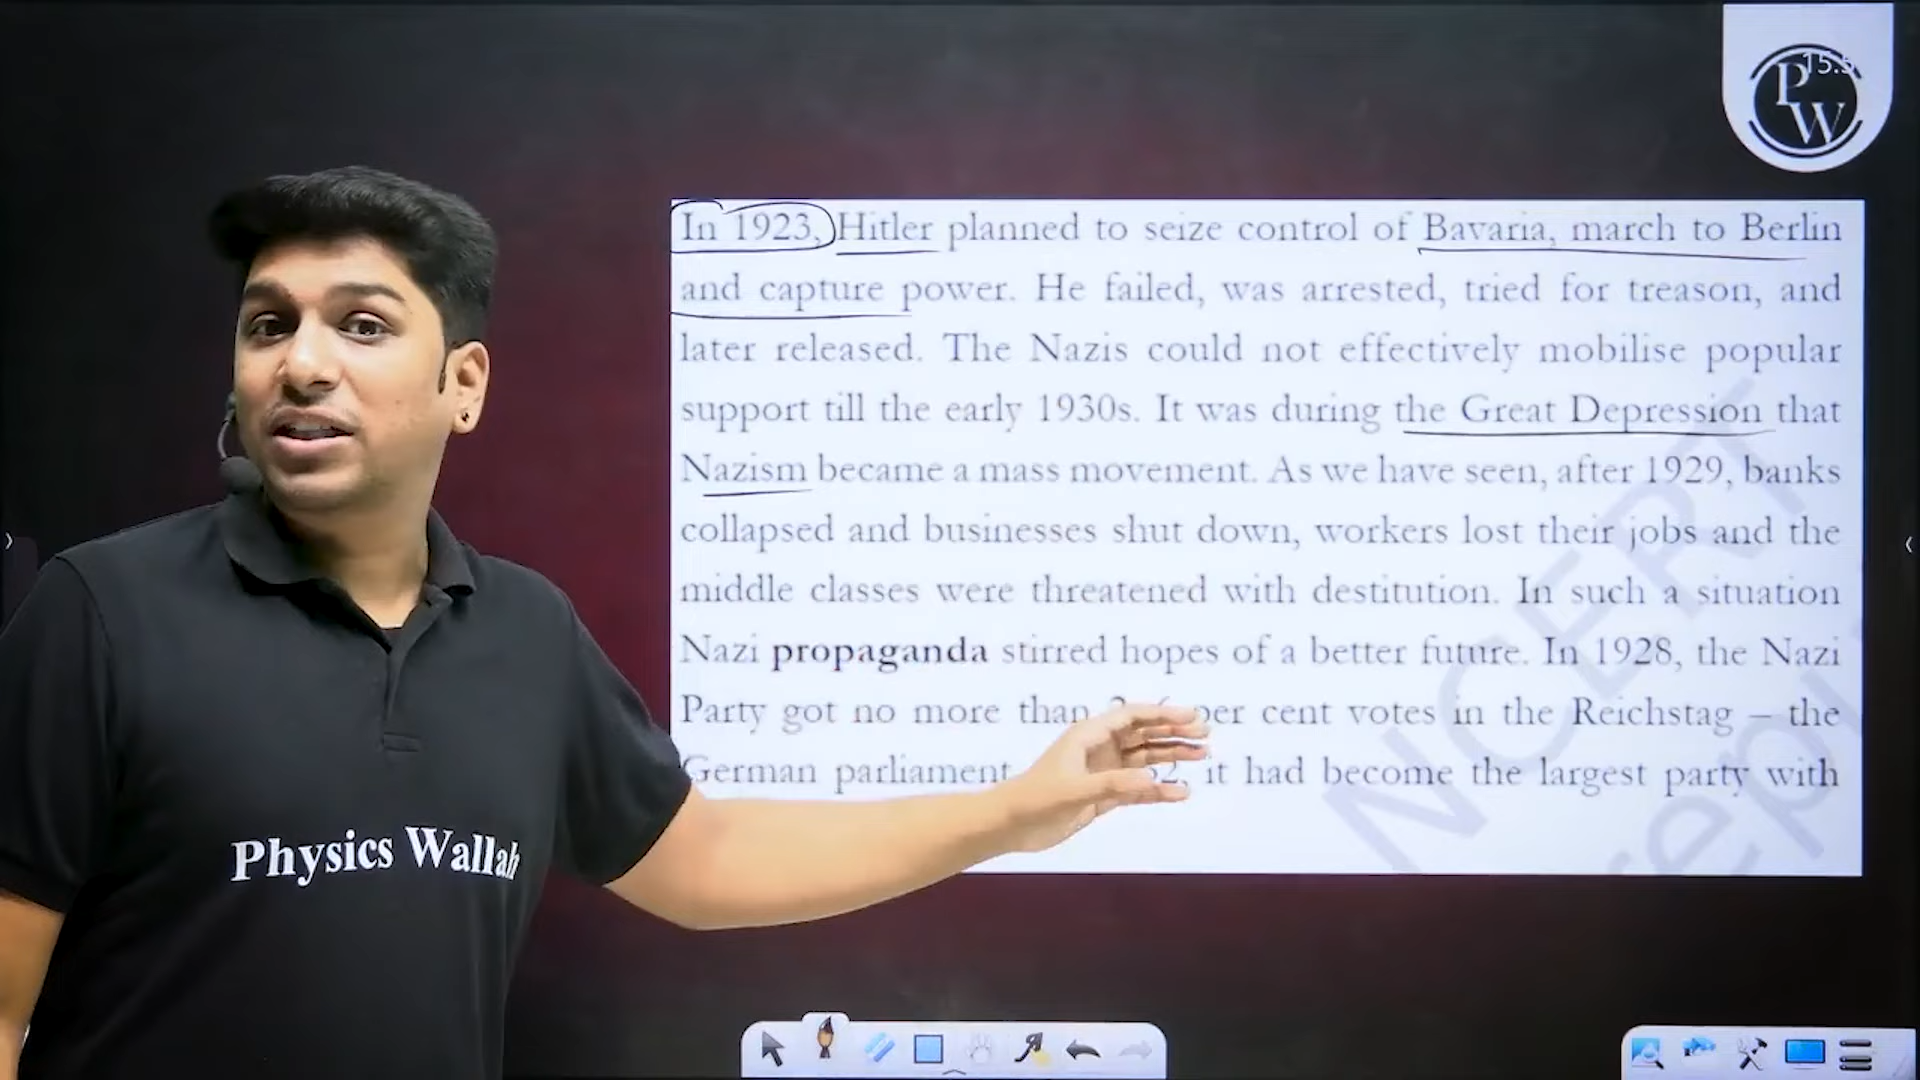 15.5
P
W
In 1923, Hitler planned to seize control of Bavaria, march to Berlin
and capture power. He failed, was arrested, tried for treason, and
later released. The Nazis could not effectively mobilise popular
support till the early 1930s. It was during the Great Depression that
Nazism became a mass movement. As we have seen, after 1929, banks
collapsed and businesses shut down, workers lost their jobs and the
middle classes were threatened with destitution. In such a situation
Nazi propaganda stirred hopes of a better future. In 1928, the Nazi
Party got no more than per cent votes in the Reichstag – the
German parliament it had become the largest party with
NCERT
Physics Wallah